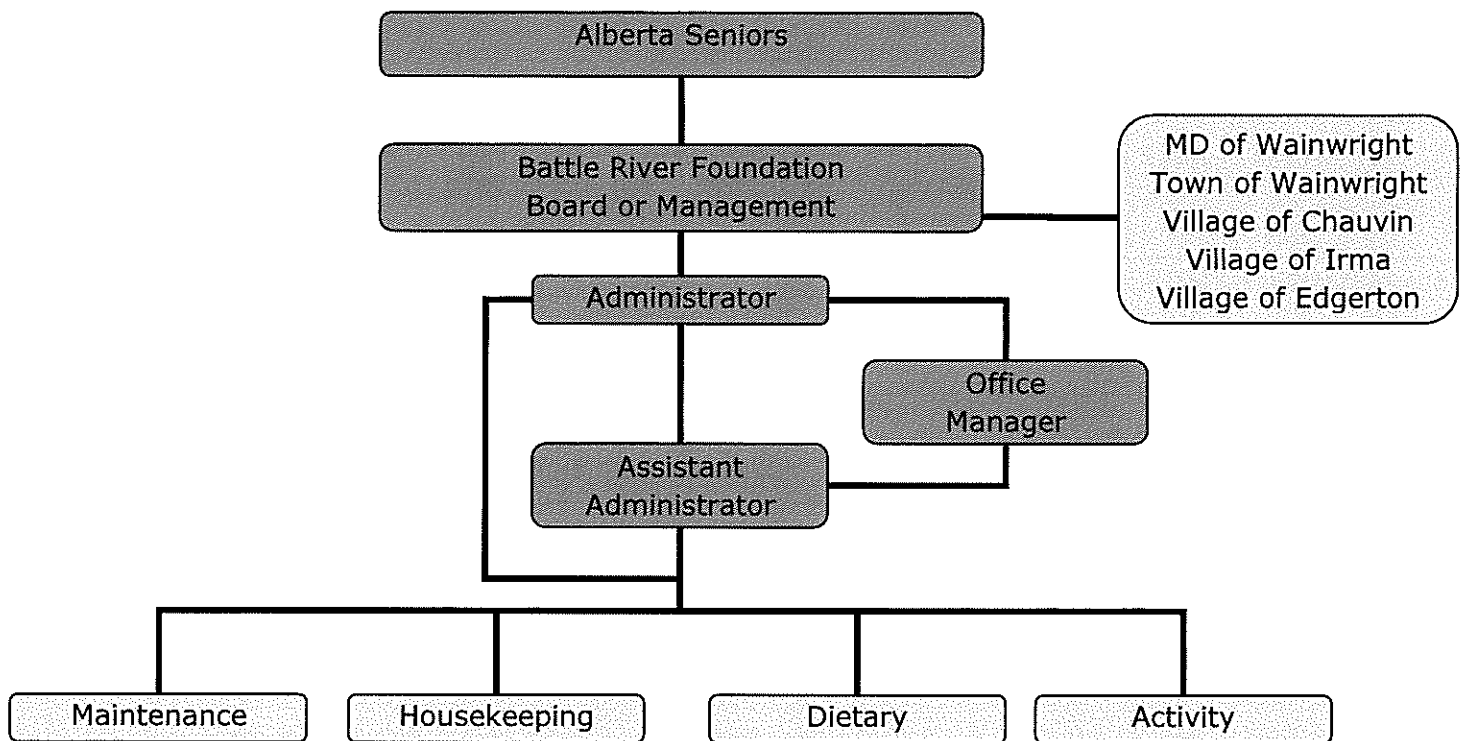 Alberta Seniors
Battle River Foundation
Board or Management
MD of Wainwright
Town of Wainwright
Village of Chauvin
Village of Irma
Village of Edgerton
Administrator
Office
Manager
Assistant
Administrator
Maintenance
Housekeeping
Dietary
Activity